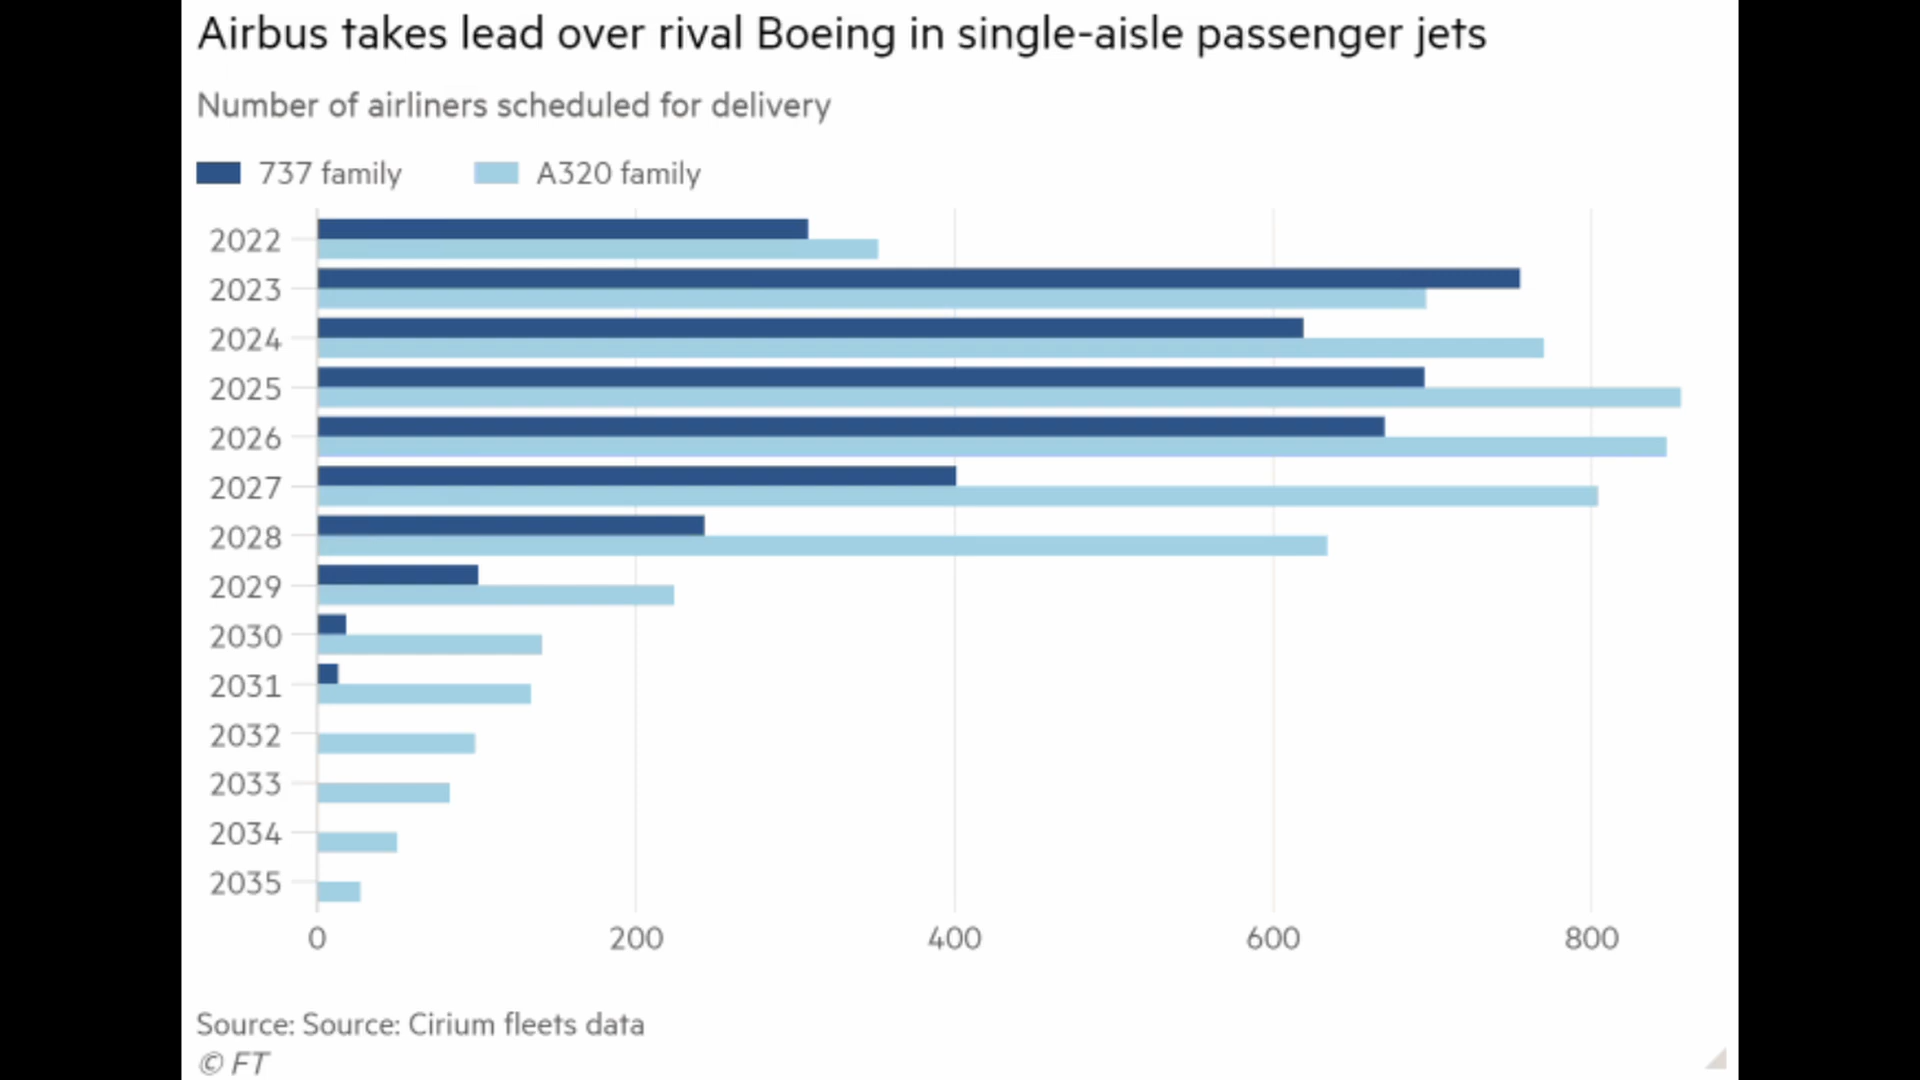 Airbus takes lead over rival Boeing in single-aisle passenger jets
Number of airliners scheduled for delivery
737 family A320 family
2022
2023
2024
2025
2026
2027
2028
2029
2030
2031
2032
2033
2034
2035
0 200 400 600 800
Source: Source: Cirium fleets data
© FT